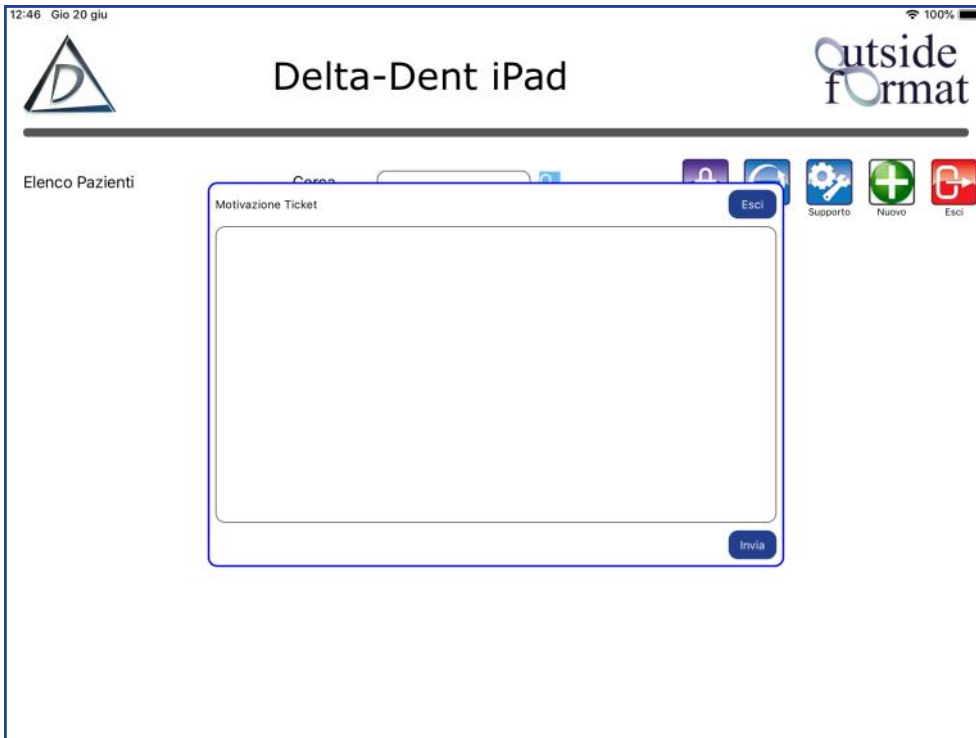 12:46 Gio 20 giu
100%
D
Delta-Dent iPad
Outside
format
Elenco Pazienti
Cerca
Motivazione Ticket
Esci
Supporto
Nuovo
Esci
Invia